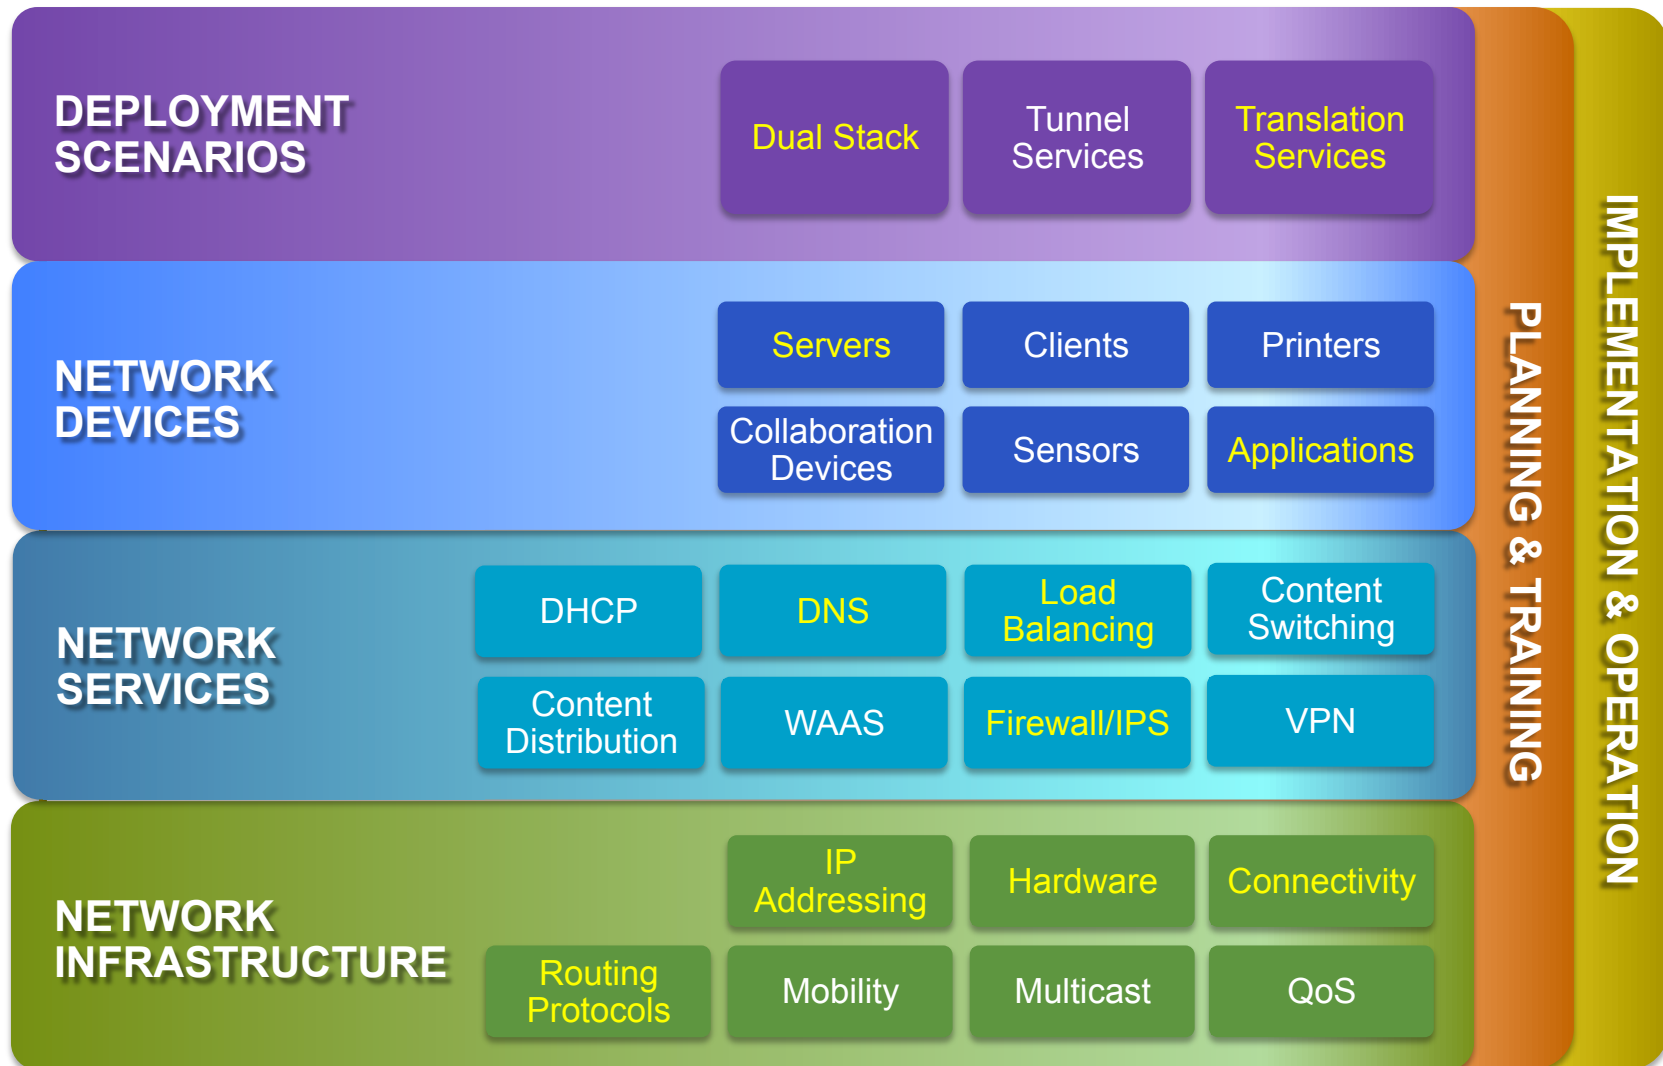 DEPLOYMENT
SCENARIOS
Dual Stack
Tunnel
Services
Translation
Services
NETWORK
DEVICES
Servers
Clients
Printers
Collaboration
Devices
Sensors
Applications
NETWORK
SERVICES
DHCP
DNS
Load
Balancing
Content
Switching
Content
Distribution
WAAS
Firewall/IPS
VPN
NETWORK
INFRASTRUCTURE
IP
Addressing
Hardware
Connectivity
Routing
Protocols
Mobility
Multicast
QoS
PLANNING & TRAINING
IMPLEMENTATION & OPERATION